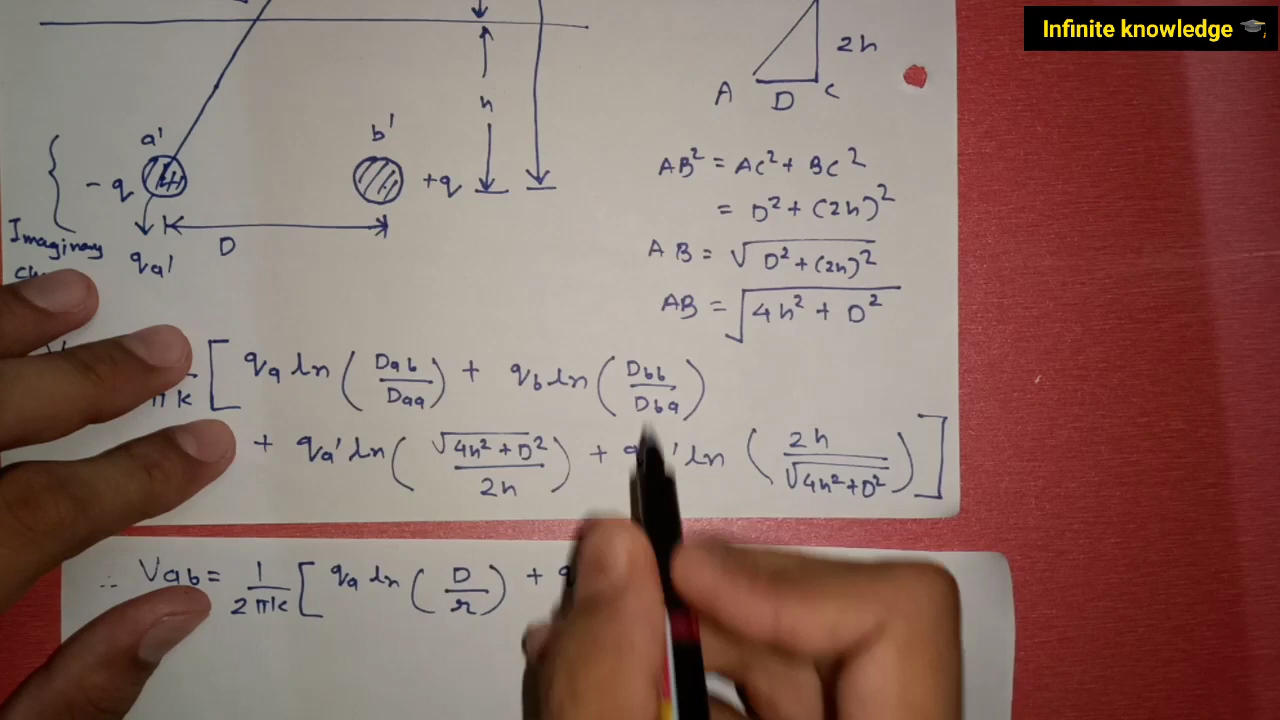 Infinite knowledge
2h
A D C
h
a'
b'
- q
+q
Imaginary
qa'
D
AB² = AC² + BC²
= D² + (2h)²
AB = √D² + (2h)²
AB = √4h² + D²
πk [ qa ln (Dab/Daa) + qb ln (Dbb/Dba)
+ qa' ln (√4h² + D²/2h) + ' ln (2h/√4h² + D²) ]
∴ Vab = 1/2πk [ qa ln (D/r) +